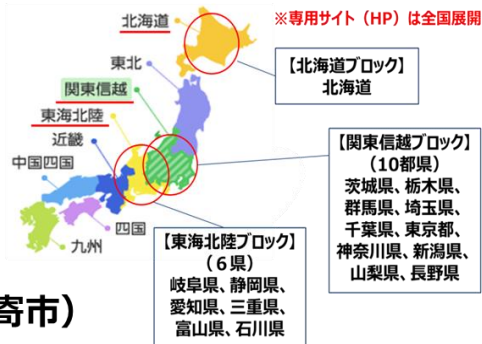 ※専用サイト（HP）は全国展開
北海道
東北
関東信越
東海北陸
近畿
中国四国
四国
九州
【北海道ブロック】
北海道
【関東信越ブロック】
（10都県）
茨城県、栃木県、
群馬県、埼玉県、
千葉県、東京都、
神奈川県、新潟県、
山梨県、長野県
【東海北陸ブロック】
（６県）
岐阜県、静岡県、
愛知県、三重県、
富山県、石川県
寄市）